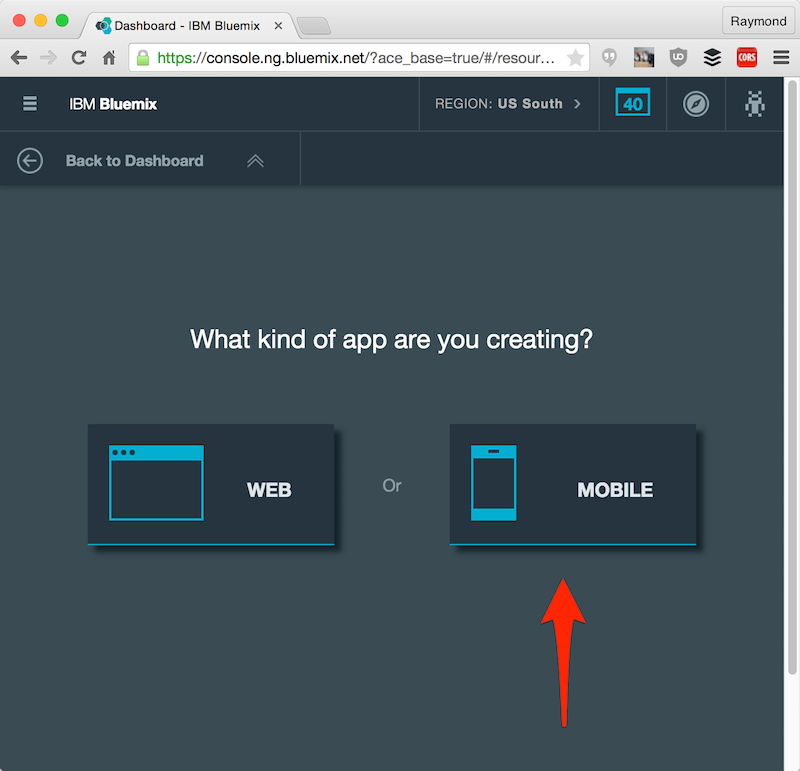 Dashboard - IBM Bluemix
Raymond
https://console.ng.bluemix.net/?ace_base=true/#/resour...
UD
CORS
IBM Bluemix
REGION: US South
40
Back to Dashboard
What kind of app are you creating?
WEB
Or
MOBILE